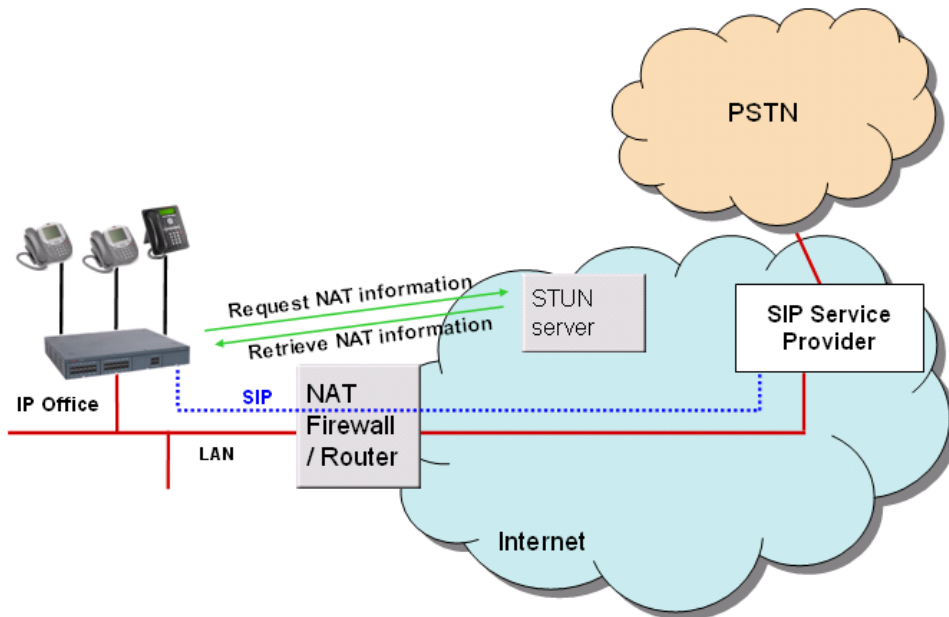 PSTN
Request NAT information
Retrieve NAT information
STUN
server
SIP Service
Provider
IP Office
SIP
NAT
Firewall
/ Router
LAN
Internet